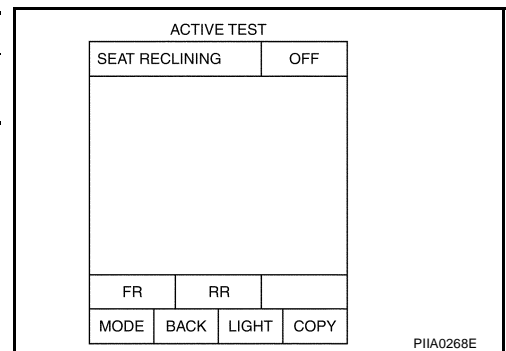 ACTIVE TEST
SEAT RECLINING OFF
FR RR
MODE BACK LIGHT COPY
PIIA0268E